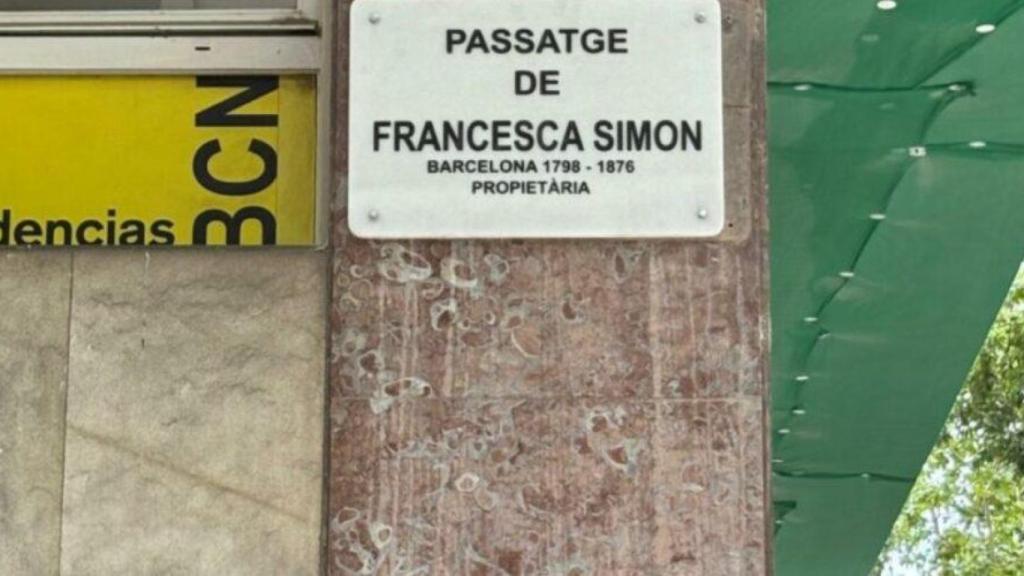 PASSATGE
DE
FRANCESCA SIMON
BARCELONA 1798 - 1876
PROPIETÀRIA
BCN
dencias